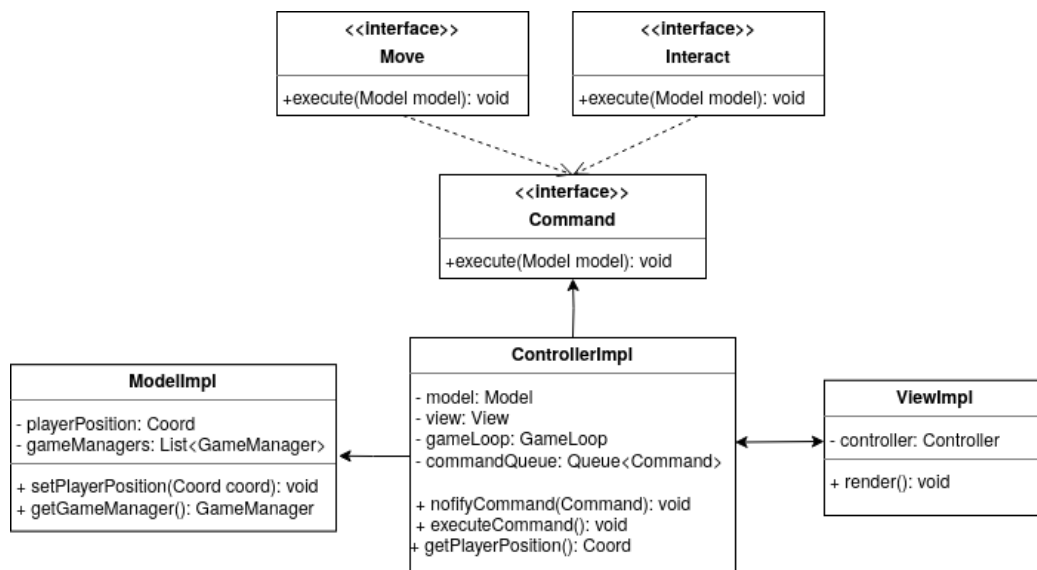 <<interface>>
Move
+execute(Model model): void
<<interface>>
Interact
+execute(Model model): void
<<interface>>
Command
+execute(Model model): void
ModelImpl
- playerPosition: Coord
- gameManagers: List<GameManager>
+ setPlayerPosition(Coord coord): void
+ getGameManager(): GameManager
ControllerImpl
- model: Model
- view: View
- gameLoop: GameLoop
- commandQueue: Queue<Command>
+ nofifyCommand(Command): void
+ executeCommand(): void
+ getPlayerPosition(): Coord
ViewImpl
- controller: Controller
+ render(): void